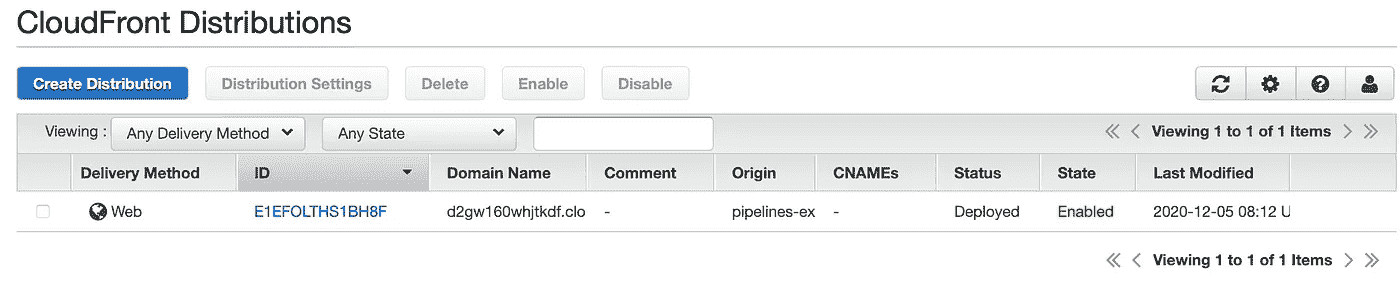 CloudFront Distributions
Create Distribution Distribution Settings Delete Enable Disable
Viewing : Any Delivery Method Any State Viewing 1 to 1 of 1 Items
Delivery Method ID Domain Name Comment Origin CNAMEs Status State Last Modified
Web E1EFOLTHS1BH8F d2gw160whjtkdf.clo - pipelines-ex - Deployed Enabled 2020-12-05 08:12 U
Viewing 1 to 1 of 1 Items